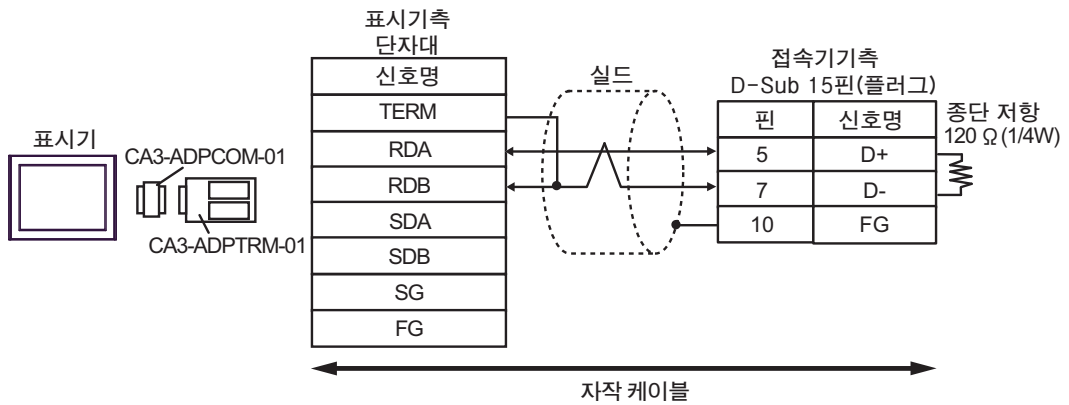 표시기
CA3-ADPCOM-01
CA3-ADPTRM-01
표시기측
단자대
신호명
TERM
RDA
RDB
SDA
SDB
SG
FG
실드
접속기기측
D-Sub 15핀(플러그)
핀 신호명
5 D+
7 D-
10 FG
종단 저항
120 Ω (1/4W)
자작 케이블